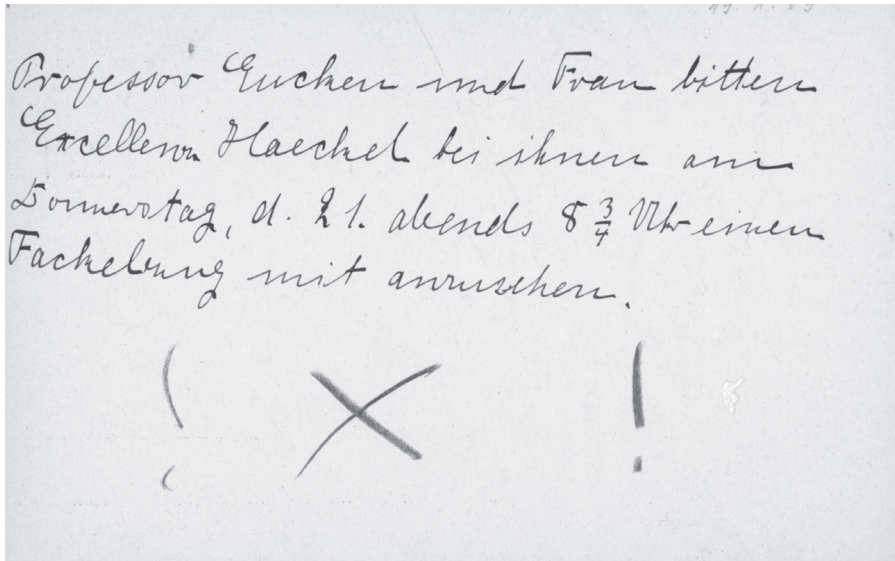 Professor Eucken und Frau bitten
Excellenz Haeckel bei ihnen am
Donnerstag, d. 21. abends 8 3/4 Uhr einen
Fackelzug mit anzusehen.
! X !